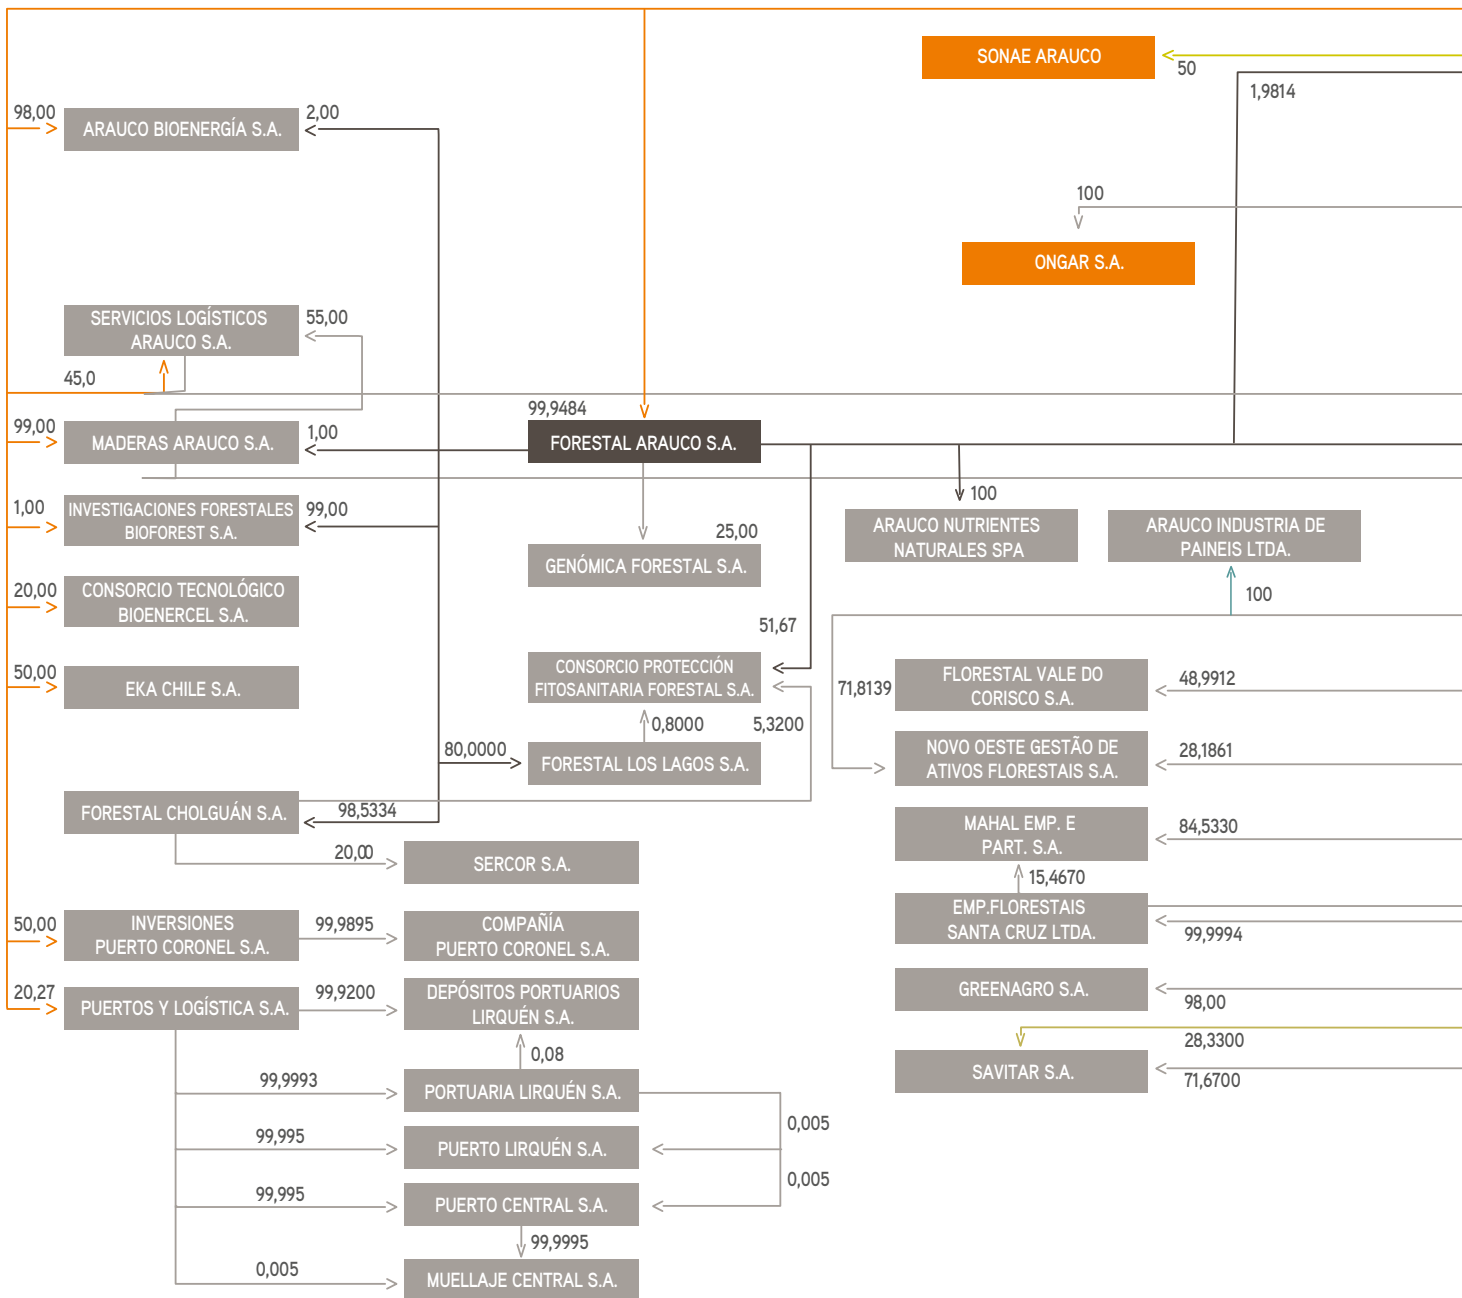 SONAE ARAUCO
50
1,9814
98,00
ARAUCO BIOENERGÍA S.A.
2,00
100
ONGAR S.A.
SERVICIOS LOGÍSTICOS
ARAUCO S.A.
55,00
45,0
99,00
MADERAS ARAUCO S.A.
1,00
99,9484
FORESTAL ARAUCO S.A.
1,00
INVESTIGACIONES FORESTALES
BIOFOREST S.A.
99,00
25,00
GENÓMICA FORESTAL S.A.
100
ARAUCO NUTRIENTES
NATURALES SPA
ARAUCO INDUSTRIA DE
PAINEIS LTDA.
100
20,00
CONSORCIO TECNOLÓGICO
BIOENERCEL S.A.
51,67
50,00
EKA CHILE S.A.
CONSORCIO PROTECCIÓN
FITOSANITARIA FORESTAL S.A.
71,8139
FLORESTAL VALE DO
CORISCO S.A.
48,9912
0,8000
5,3200
80,0000
FORESTAL LOS LAGOS S.A.
NOVO OESTE GESTÃO DE
ATIVOS FLORESTAIS S.A.
28,1861
FORESTAL CHOLGUÁN S.A.
98,5334
MAHAL EMP. E
PART. S.A.
84,5330
20,00
SERCOR S.A.
15,4670
50,00
INVERSIONES
PUERTO CORONEL S.A.
99,9895
COMPAÑÍA
PUERTO CORONEL S.A.
EMP.FLORESTAIS
SANTA CRUZ LTDA.
99,9994
20,27
PUERTOS Y LOGÍSTICA S.A.
99,9200
DEPÓSITOS PORTUARIOS
LIRQUÉN S.A.
GREENAGRO S.A.
98,00
0,08
28,3300
SAVITAR S.A.
71,6700
99,9993
PORTUARIA LIRQUÉN S.A.
0,005
99,995
PUERTO LIRQUÉN S.A.
0,005
99,995
PUERTO CENTRAL S.A.
99,9995
0,005
MUELLAJE CENTRAL S.A.